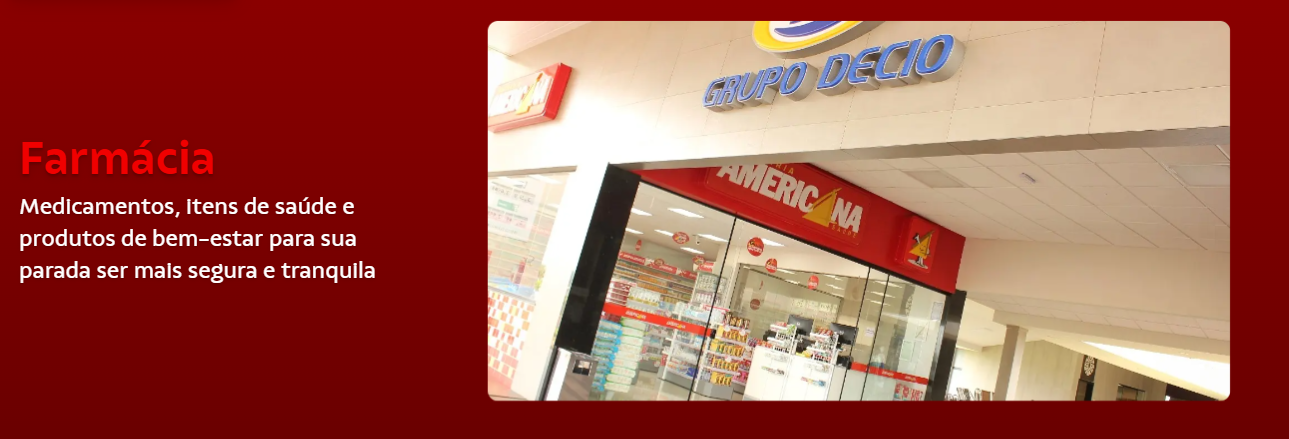 Farmácia
Medicamentos, itens de saúde e
produtos de bem-estar para sua
parada ser mais segura e tranquila
GRUPO DECIO
AMERICANA